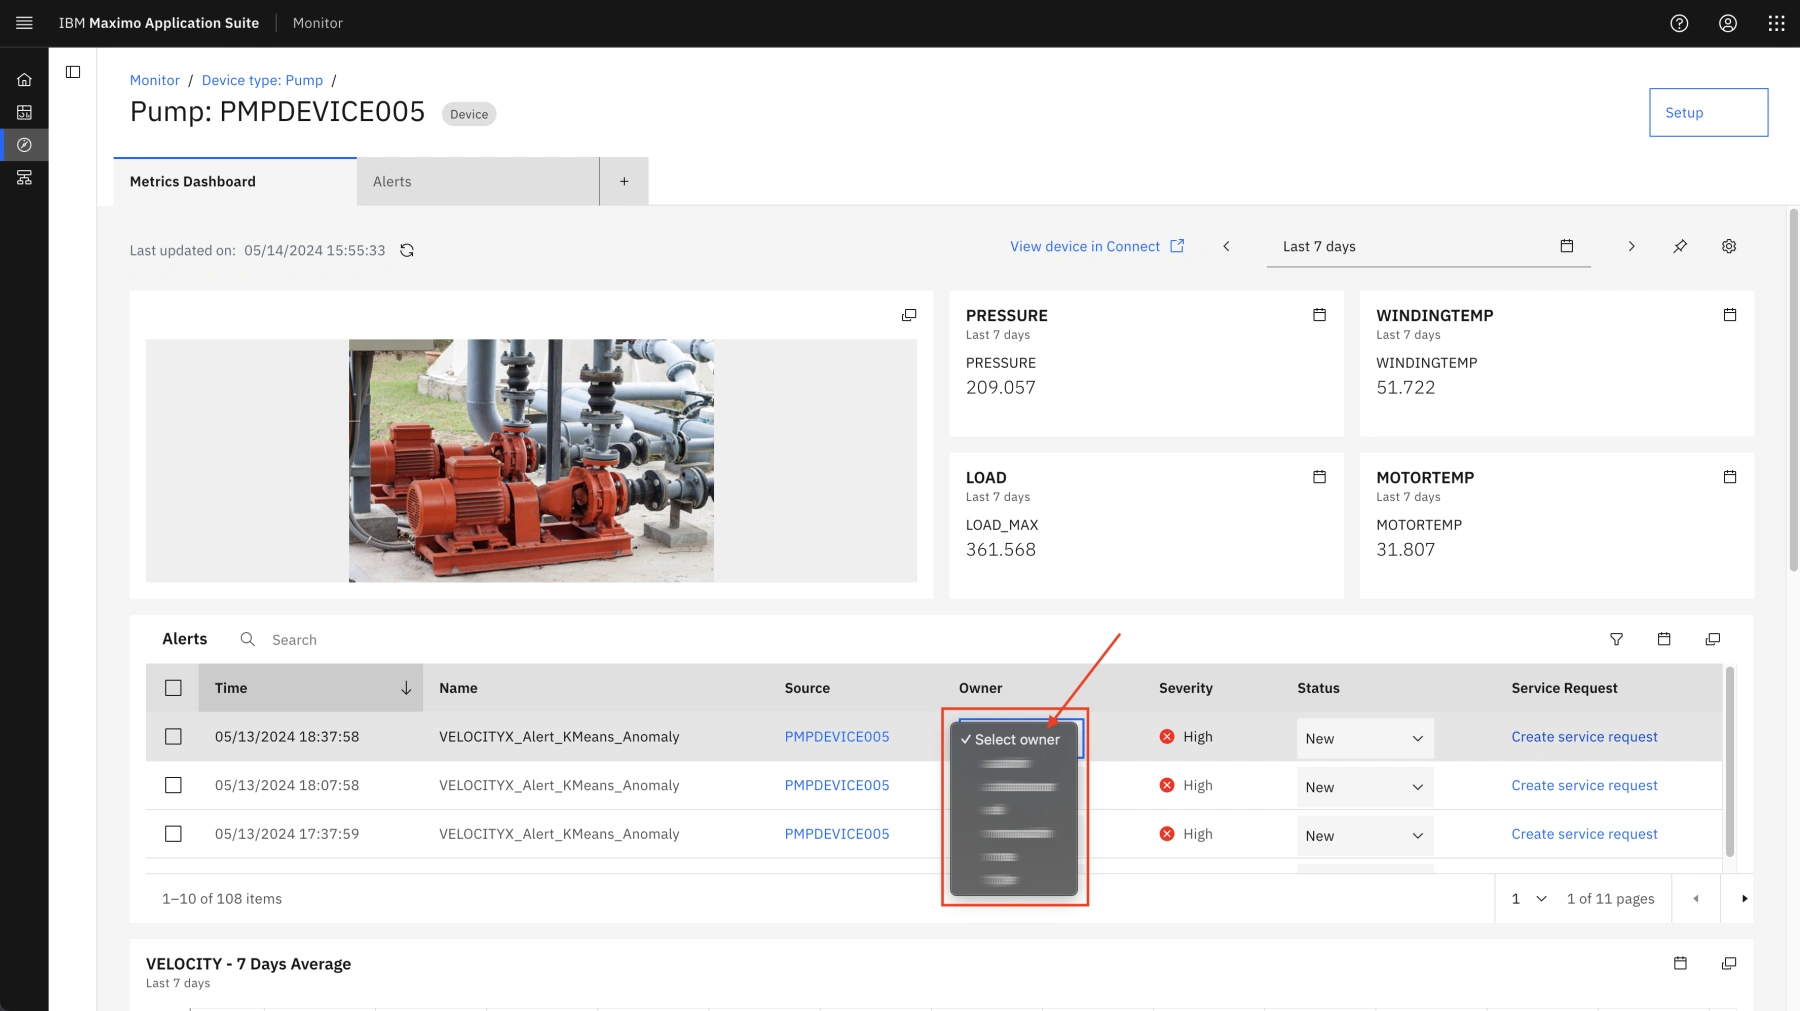 IBM Maximo Application Suite Monitor
Monitor / Device type: Pump /
Pump: PMPDEVICE005 Device
Setup
Metrics Dashboard Alerts +
Last updated on: 05/14/2024 15:55:33
View device in Connect Last 7 days
PRESSURE
Last 7 days
PRESSURE
209.057
WINDINGTEMP
Last 7 days
WINDINGTEMP
51.722
LOAD
Last 7 days
LOAD_MAX
361.568
MOTORTEMP
Last 7 days
MOTORTEMP
31.807
Alerts Search
Time Name Source Owner Severity Status Service Request
05/13/2024 18:37:58 VELOCITYX_Alert_KMeans_Anomaly PMPDEVICE005 ✓ Select owner High New Create service request
05/13/2024 18:07:58 VELOCITYX_Alert_KMeans_Anomaly PMPDEVICE005 High New Create service request
05/13/2024 17:37:59 VELOCITYX_Alert_KMeans_Anomaly PMPDEVICE005 High New Create service request
1–10 of 108 items 1 1 of 11 pages
VELOCITY - 7 Days Average
Last 7 days